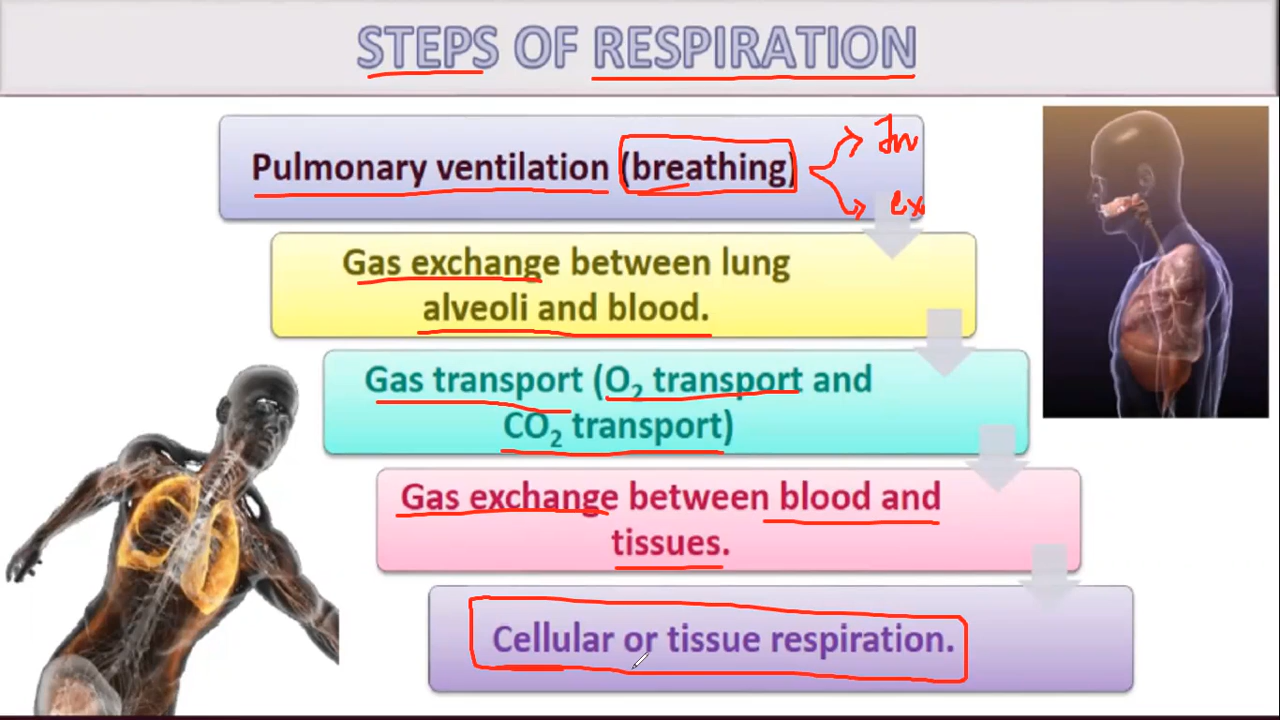 STEPS OF RESPIRATION
Pulmonary ventilation (breathing)
In
ex
Gas exchange between lung
alveoli and blood.
Gas transport (O₂ transport and
CO₂ transport)
Gas exchange between blood and
tissues.
Cellular or tissue respiration.